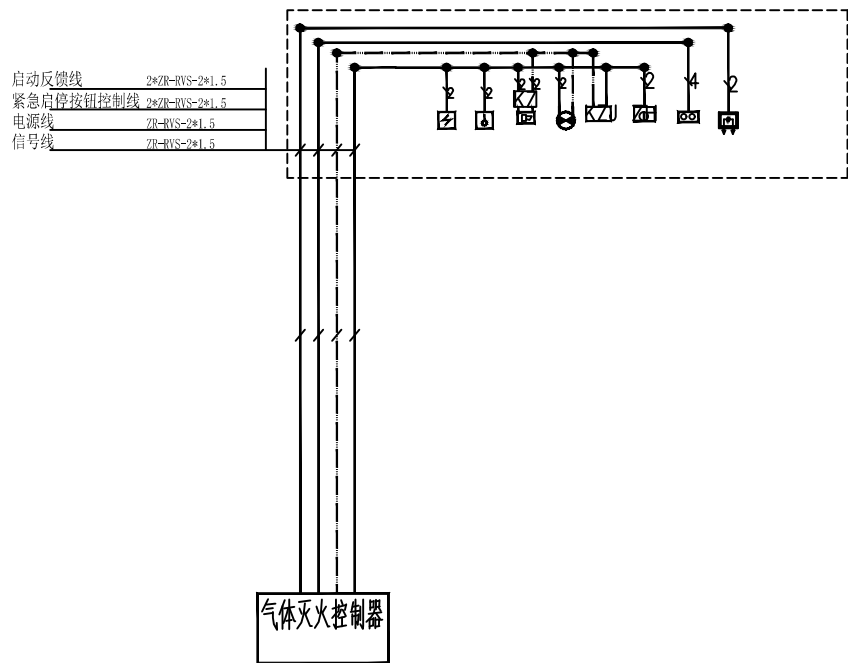 启动反馈线 2*ZR-RVS-2*1.5
紧急启停按钮控制线 2*ZR-RVS-2*1.5
电源线 ZR-RVS-2*1.5
信号线 ZR-RVS-2*1.5
2 2 2 2 2 2 4 2
KZ KZJ
气体灭火控制器